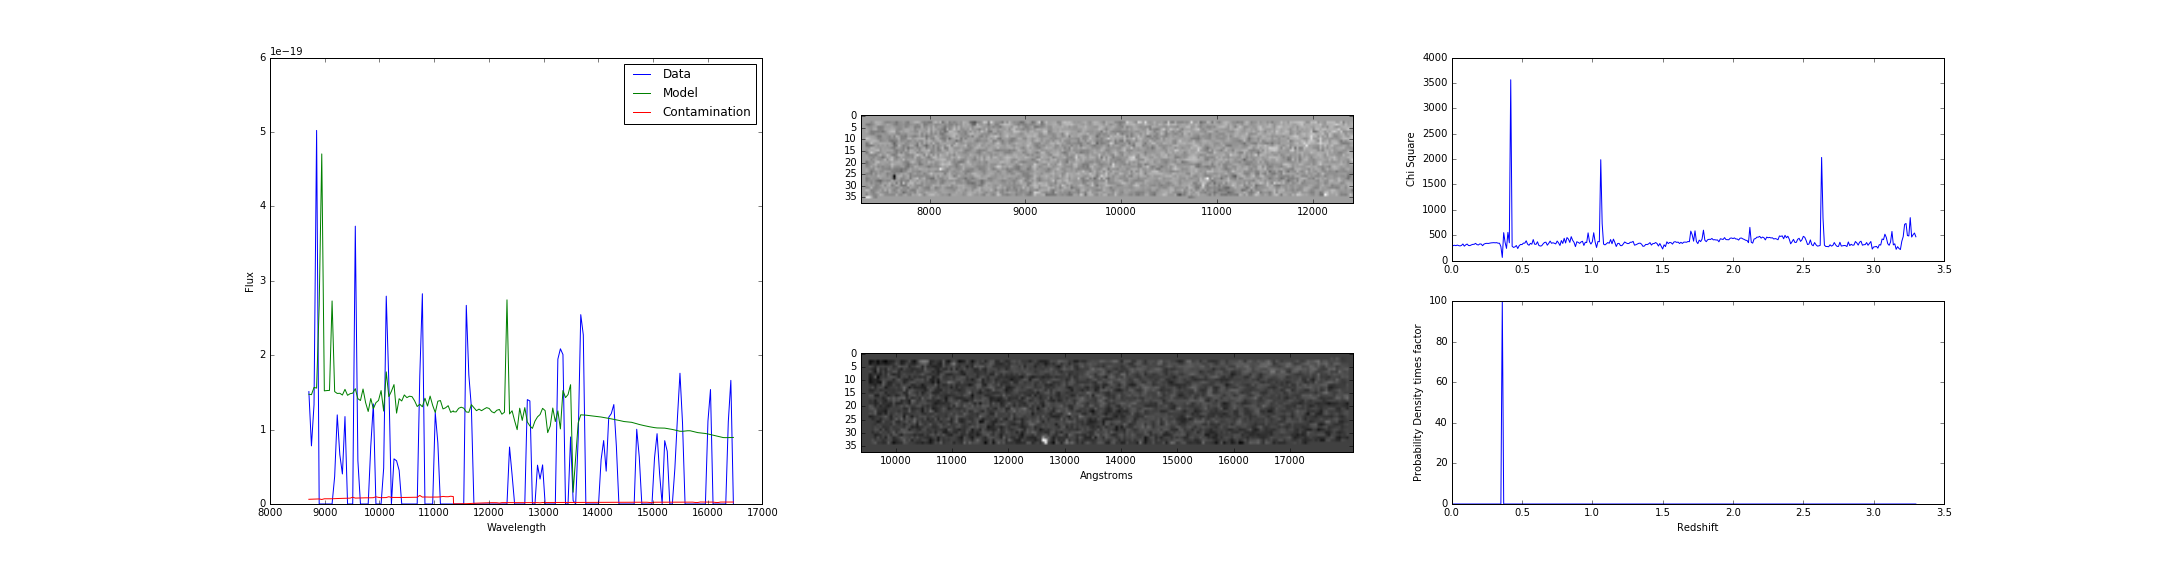 1e−19
6
5
4
3
2
1
0
Flux
8000 9000 10000 11000 12000 13000 14000 15000 16000 17000
Wavelength
Data
Model
Contamination
0
5
10
15
20
25
30
35
8000 9000 10000 11000 12000
0
5
10
15
20
25
30
35
10000 11000 12000 13000 14000 15000 16000 17000
Angstroms
4000
3500
3000
2500
2000
1500
1000
500
0
Chi Square
0.0 0.5 1.0 1.5 2.0 2.5 3.0 3.5
100
80
60
40
20
0
Probability Density times factor
0.0 0.5 1.0 1.5 2.0 2.5 3.0 3.5
Redshift